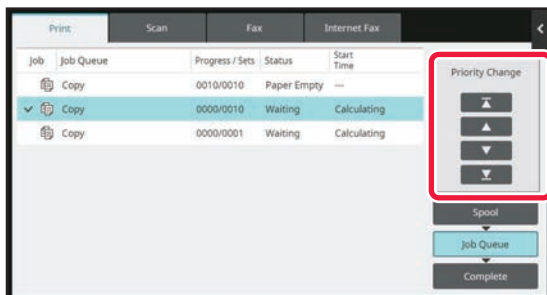 Print Scan Fax Internet Fax
Job Job Queue Progress / Sets Status Start Time
Copy 0010/0010 Paper Empty ---
Copy 0000/0010 Waiting Calculating
Copy 0000/0001 Waiting Calculating
Priority Change
Spool
Job Queue
Complete